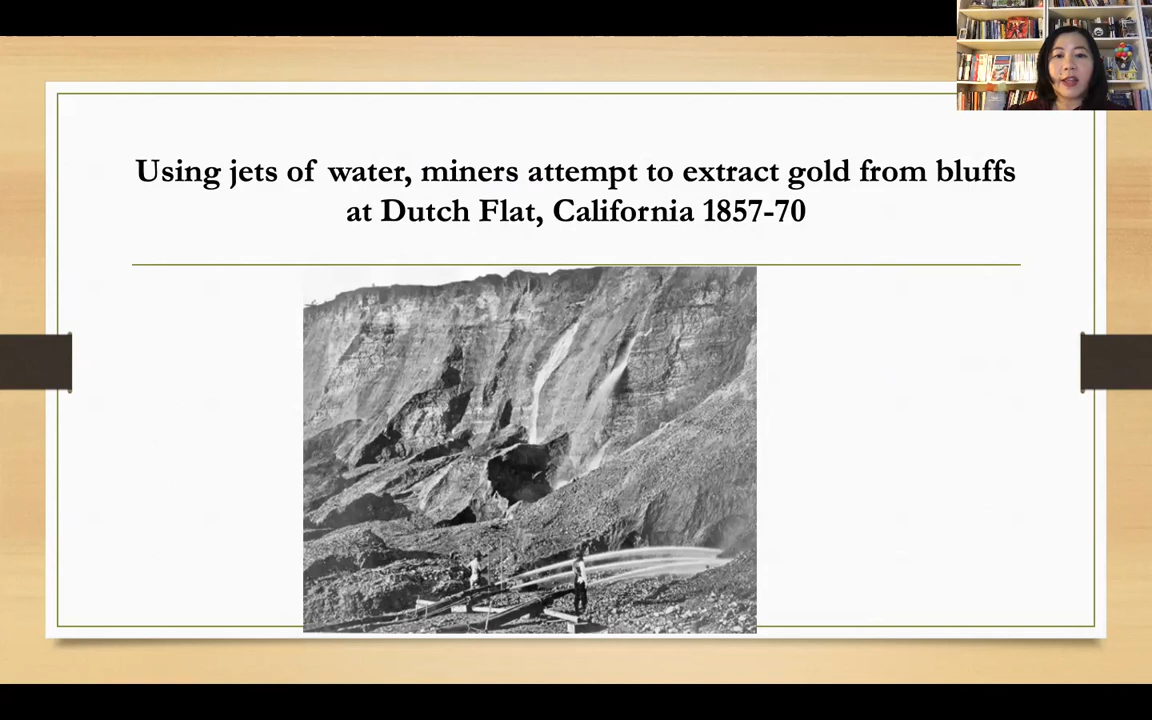 Using jets of water, miners attempt to extract gold from bluffs
at Dutch Flat, California 1857-70